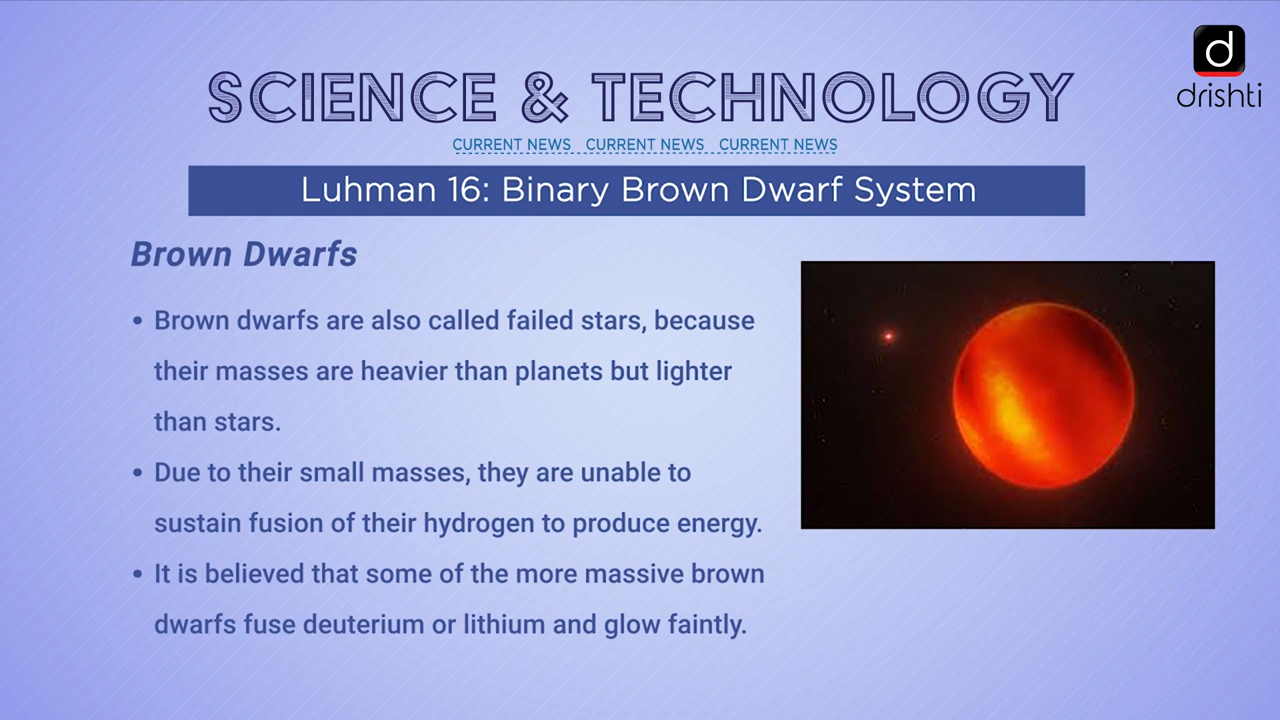 SCIENCE & TECHNOLOGY
d
drishti
CURRENT NEWS CURRENT NEWS CURRENT NEWS
Luhman 16: Binary Brown Dwarf System
Brown Dwarfs
• Brown dwarfs are also called failed stars, because
their masses are heavier than planets but lighter
than stars.
• Due to their small masses, they are unable to
sustain fusion of their hydrogen to produce energy.
• It is believed that some of the more massive brown
dwarfs fuse deuterium or lithium and glow faintly.